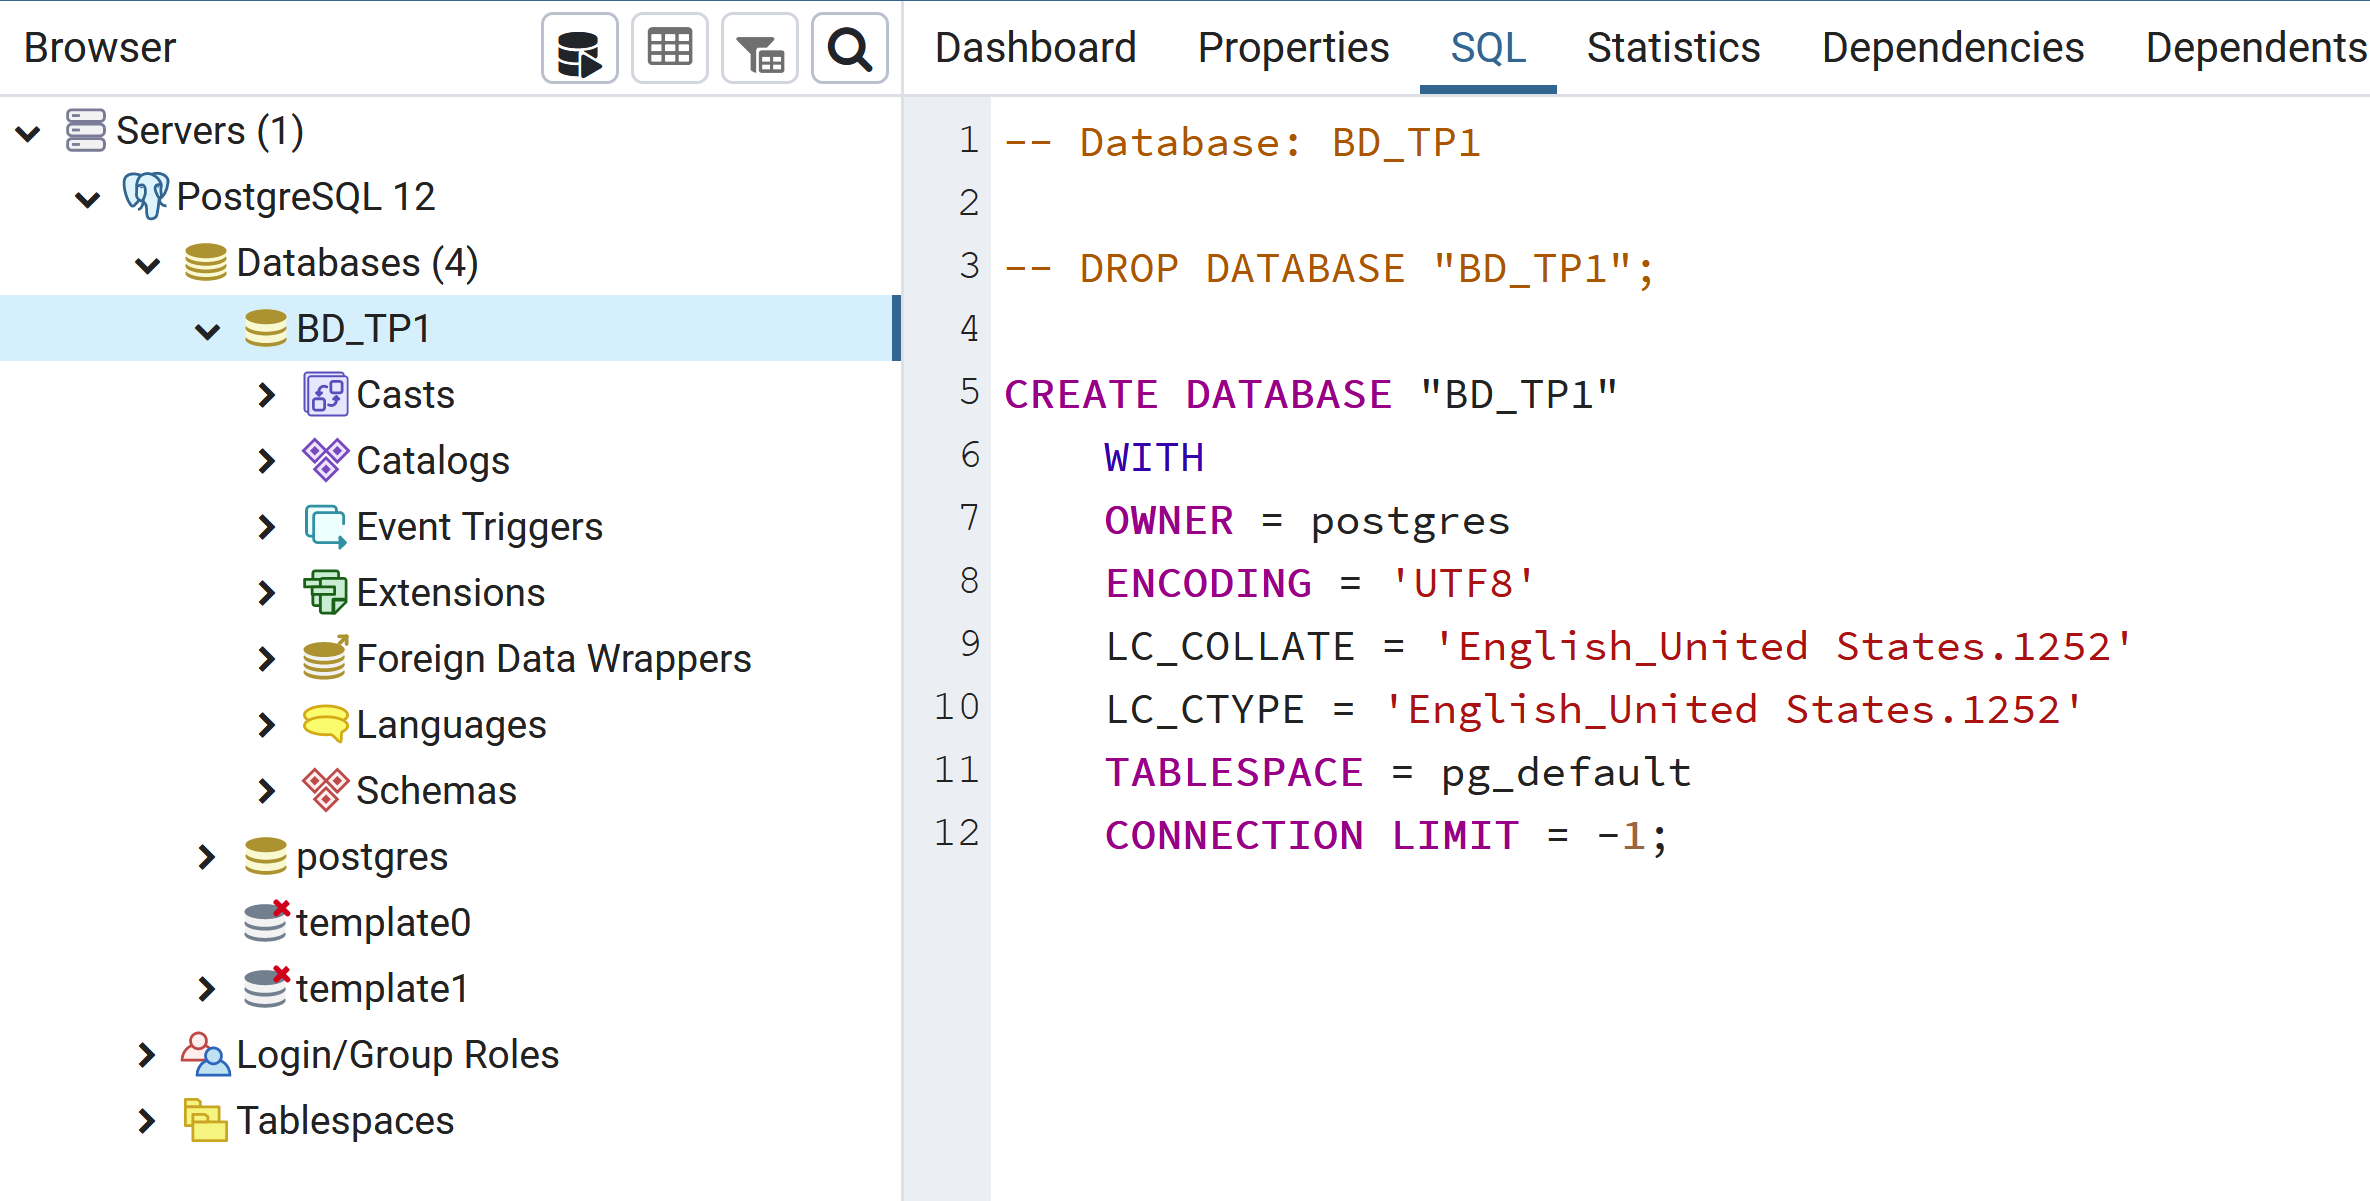 Browser
Dashboard Properties SQL Statistics Dependencies Dependents
Servers (1)
PostgreSQL 12
Databases (4)
BD_TP1
Casts
Catalogs
Event Triggers
Extensions
Foreign Data Wrappers
Languages
Schemas
postgres
template0
template1
Login/Group Roles
Tablespaces
1 -- Database: BD_TP1
2
3 -- DROP DATABASE "BD_TP1";
4
5 CREATE DATABASE "BD_TP1"
6     WITH
7     OWNER = postgres
8     ENCODING = 'UTF8'
9     LC_COLLATE = 'English_United States.1252'
10     LC_CTYPE = 'English_United States.1252'
11     TABLESPACE = pg_default
12     CONNECTION LIMIT = -1;